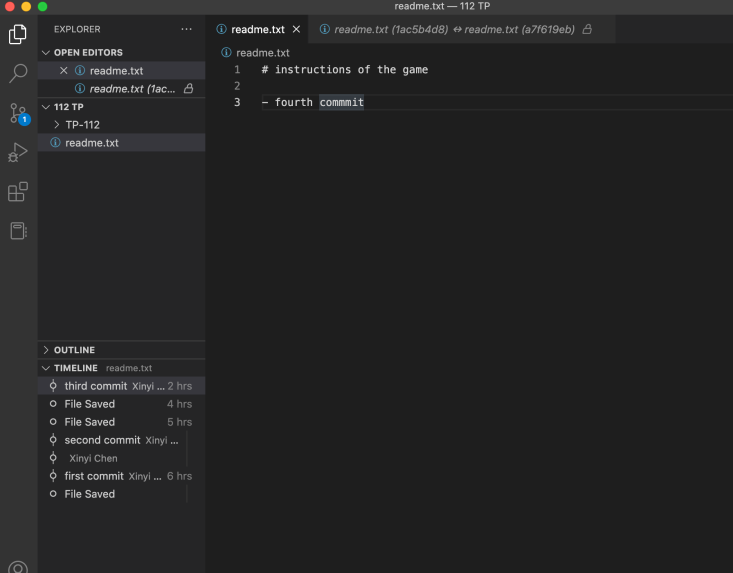 readme.txt — 112 TP
EXPLORER ...
readme.txt
readme.txt (1ac5b4d8) ↔ readme.txt (a7f619eb)
OPEN EDITORS
readme.txt
readme.txt
readme.txt (1ac...
1 # instructions of the game
2
3 - fourth commmit
112 TP
1
TP-112
readme.txt
OUTLINE
TIMELINE readme.txt
third commit Xinyi ... 2 hrs
File Saved 4 hrs
File Saved 5 hrs
second commit Xinyi ...
Xinyi Chen
first commit Xinyi ... 6 hrs
File Saved